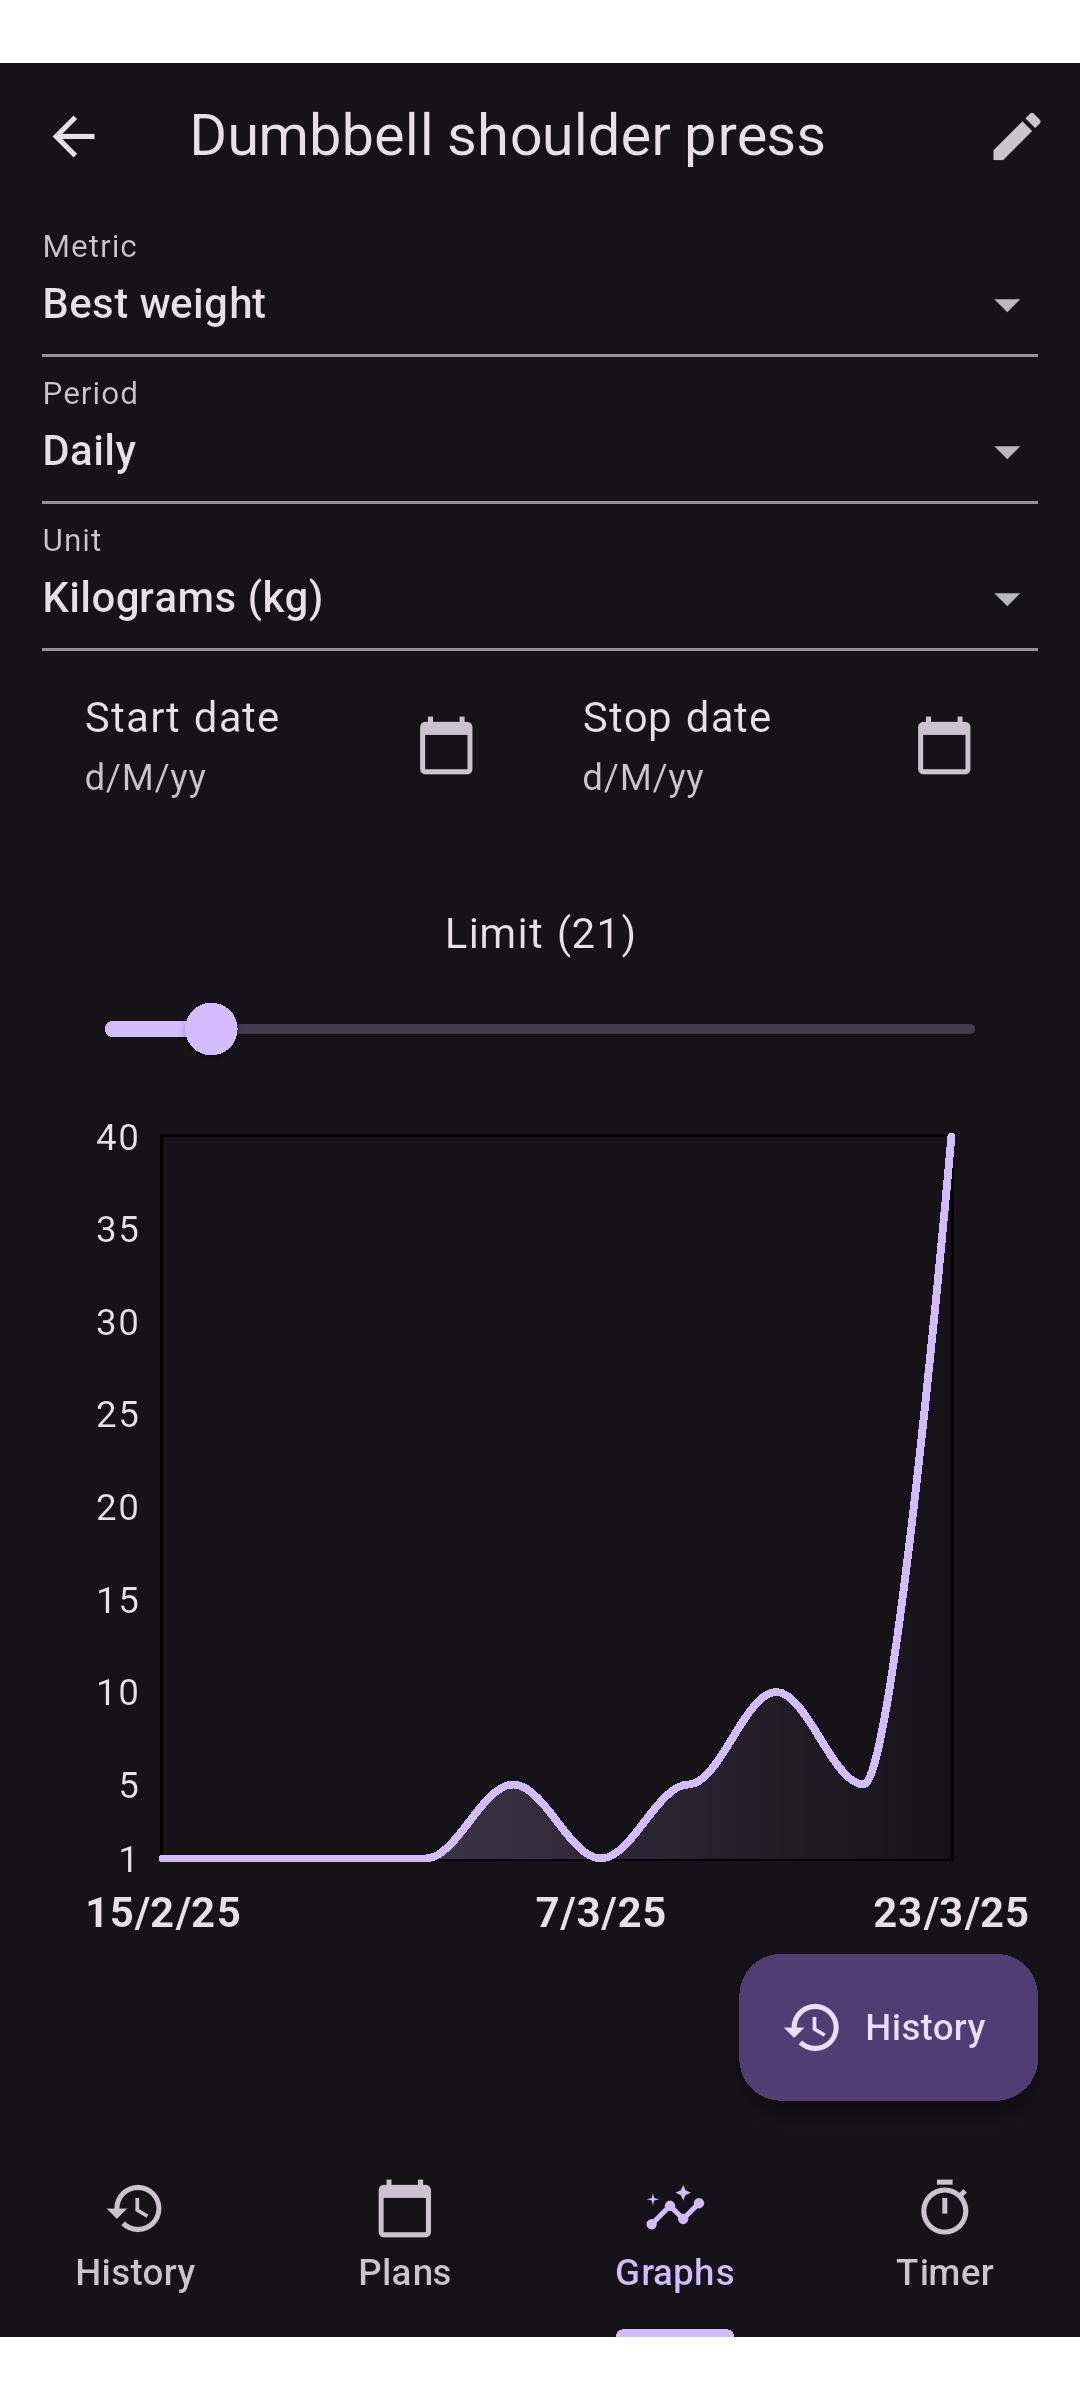 Dumbbell shoulder press
Metric
Best weight
Period
Daily
Unit
Kilograms (kg)
Start date
d/M/yy
Stop date
d/M/yy
Limit (21)
40
35
30
25
20
15
10
5
1
15/2/25
7/3/25
23/3/25
History
History
Plans
Graphs
Timer